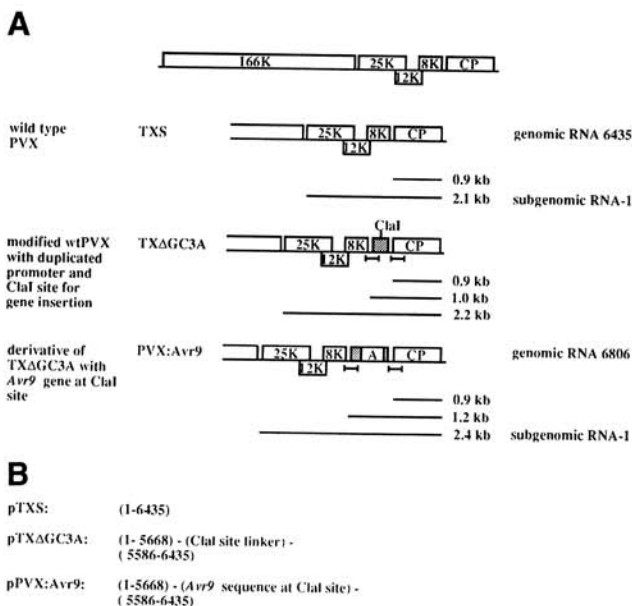 A
166K 25K 8K CP
12K
wild type
PVX
TXS
25K 8K CP
12K
genomic RNA 6435
0.9 kb
2.1 kb
subgenomic RNA-1
modified wtPVX
with duplicated
promoter and
ClaI site for
gene insertion
TXΔGC3A
ClaI
25K 8K CP
12K
0.9 kb
1.0 kb
2.2 kb
derivative of
TXΔGC3A with
Avr9 gene at ClaI
site
PVX:Avr9
25K 8K A CP
12K
genomic RNA 6806
0.9 kb
1.2 kb
2.4 kb
subgenomic RNA-1
B
pTXS: (1-6435)
pTXΔGC3A: (1- 5668) - (ClaI site linker) -
( 5586-6435)
pPVX:Avr9: (1-5668) - (Avr9 sequence at ClaI site) -
( 5586-6435)